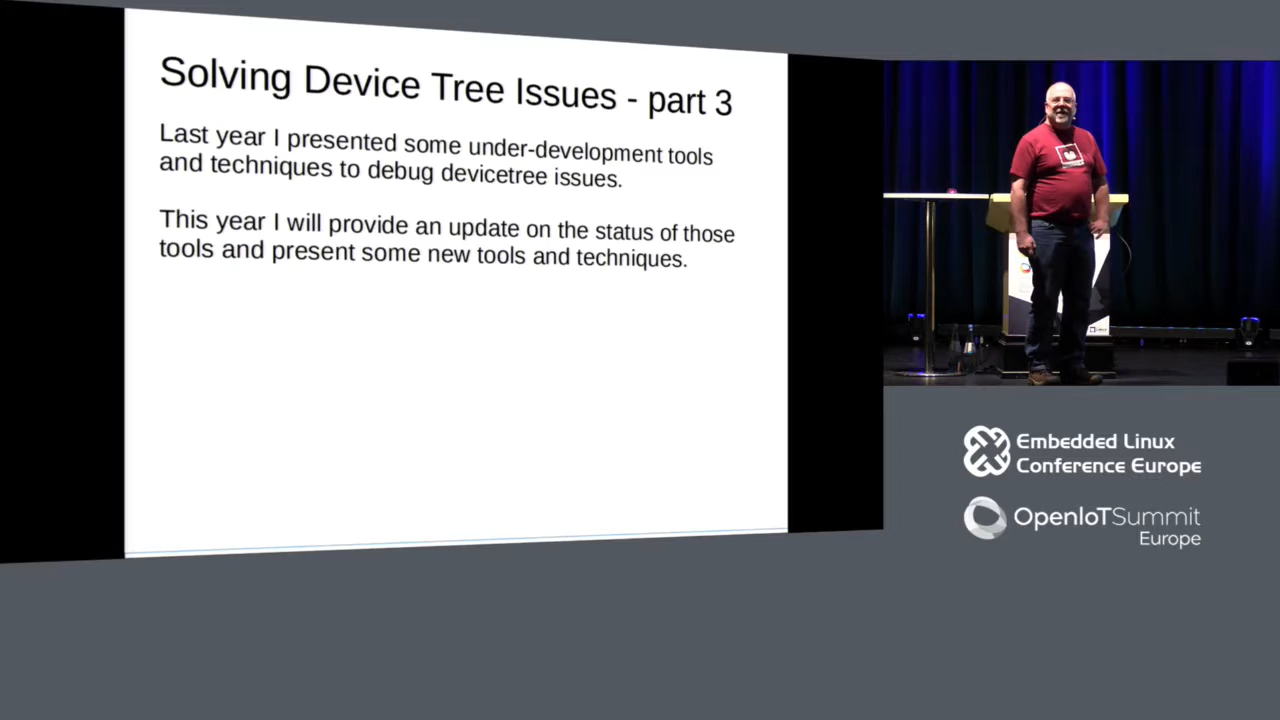 Solving Device Tree Issues - part 3
Last year I presented some under-development tools
and techniques to debug devicetree issues.
This year I will provide an update on the status of those
tools and present some new tools and techniques.
Embedded Linux
Conference Europe
OpenIoTSummit
Europe